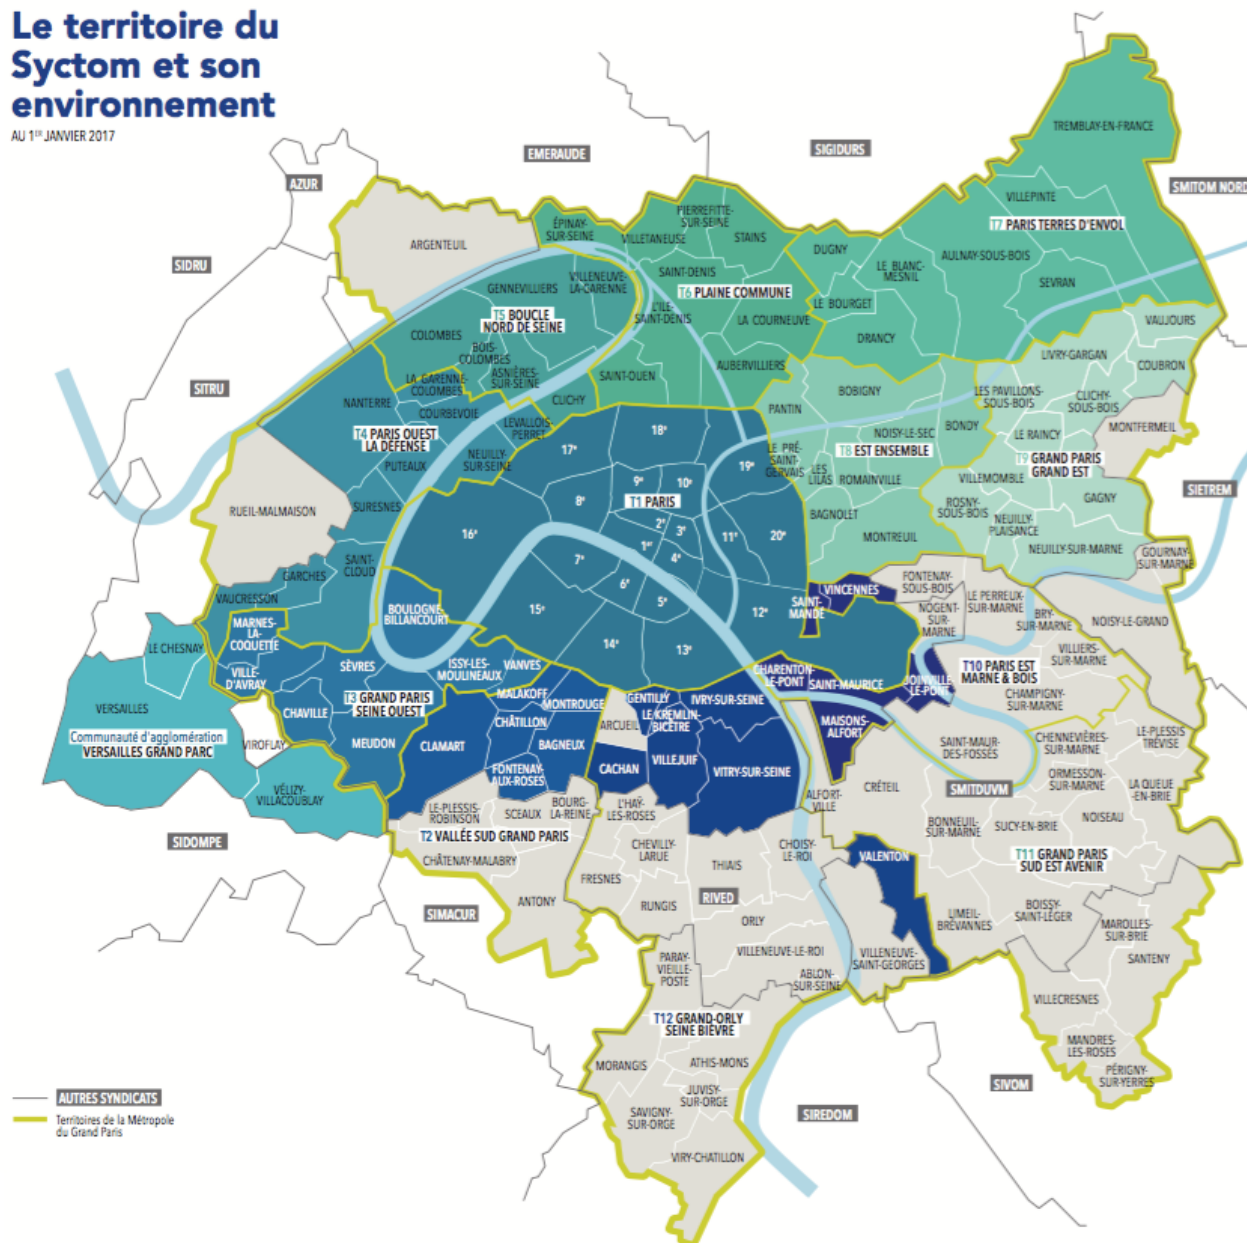 Le territoire du
Syctom et son
environnement
AU 1ER JANVIER 2017
EMERAUDE
SIGIDURS
AZUR
SMITOM NORD
SIDRU
SITRU
SIETREM
SIDOMPE
SIMACUR
RIVED
SMITDUVM
SIVOM
SIREDOM
TREMBLAY-EN-FRANCE
VILLEPINTE
T7 PARIS TERRES D'ENVOL
AULNAY-SOUS-BOIS
SEVRAN
DUGNY
LE BLANC-
MESNIL
LE BOURGET
DRANCY
ARGENTEUIL
ÉPINAY-
SUR-SEINE
VILLETANEUSE
PIERREFITTE-
SUR-SEINE
STAINS
SAINT-DENIS
T6 PLAINE COMMUNE
L'ILE-
SAINT-DENIS
LA COURNEUVE
AUBERVILLIERS
SAINT-OUEN
VILLENEUVE-
LA-GARENNE
GENNEVILLIERS
T5 BOUCLE
NORD DE SEINE
COLOMBES
BOIS-
COLOMBES
ASNIÈRES-
SUR-SEINE
CLICHY
LA GARENNE-
COLOMBES
NANTERRE
COURBEVOIE
LEVALLOIS-
PERRET
T4 PARIS OUEST
LA DÉFENSE
PUTEAUX
NEUILLY-
SUR-SEINE
RUEIL-MALMAISON
SURESNES
SAINT-
CLOUD
GARCHES
VAUCRESSON
VAUJOURS
LIVRY-GARGAN
COUBRON
LES PAVILLONS-
SOUS-BOIS
CLICHY-
SOUS-BOIS
MONTFERMEIL
LE RAINCY
T9 GRAND PARIS
GRAND EST
VILLEMOMBLE
GAGNY
ROSNY-
SOUS-BOIS
NEUILLY-
PLAISANCE
NEUILLY-SUR-MARNE
GOURNAY-
SUR-MARNE
NOISY-LE-GRAND
PANTIN
BOBIGNY
BONDY
NOISY-LE-SEC
T8 EST ENSEMBLE
LE PRÉ-
SAINT-
GERVAIS
LES
LILAS
ROMAINVILLE
BAGNOLET
MONTREUIL
18e
17e
19e
9e
10e
T1 PARIS
8e
2e
3e
16e
1er
11e
20e
7e
4e
6e
5e
15e
12e
14e
13e
MARNES-
LA-
COQUETTE
BOULOGNE-
BILLANCOURT
VILLE-
D'AVRAY
SÈVRES
ISSY-LES-
MOULINEAUX
VANVES
T3 GRAND PARIS
SEINE OUEST
CHAVILLE
MEUDON
LE CHESNAY
VERSAILLES
Communauté d'agglomération
VERSAILLES GRAND PARC
VIROFLAY
VÉLIZY-
VILLACOUBLAY
MALAKOFF
MONTROUGE
CHÂTILLON
CLAMART
BAGNEUX
FONTENAY-
AUX-ROSES
LE-PLESSIS-
ROBINSON
SCEAUX
BOURG-
LA-REINE
T2 VALLÉE SUD GRAND PARIS
CHÂTENAY-MALABRY
ANTONY
GENTILLY
ARCUEIL
LE KREMLIN-
BICÊTRE
IVRY-SUR-SEINE
CACHAN
VILLEJUIF
VITRY-SUR-SEINE
L'HAŸ-
LES-ROSES
CHEVILLY-
LARUE
THIAIS
CHOISY-
LE-ROI
FRESNES
RUNGIS
ORLY
VILLENEUVE-LE-ROI
PARAY-
VIEILLE-
POSTE
ABLON-
SUR-SEINE
VILLENEUVE-
SAINT-GEORGES
VALENTON
T12 GRAND-ORLY
SEINE BIÈVRE
MORANGIS
ATHIS-MONS
JUVISY-
SUR-ORGE
SAVIGNY-
SUR-ORGE
VIRY-CHATILLON
VINCENNES
SAINT-
MANDÉ
FONTENAY-
SOUS-BOIS
LE PERREUX-
SUR-MARNE
NOGENT-
SUR-
MARNE
BRY-
SUR-MARNE
VILLIERS-
SUR-MARNE
T10 PARIS EST
MARNE & BOIS
CHAMPIGNY-
SUR-MARNE
CHARENTON-
LE-PONT
SAINT-MAURICE
JOINVILLE-
LE-PONT
MAISONS-
ALFORT
SAINT-MAUR-
DES-FOSSÉS
CHENNEVIÈRES-
SUR-MARNE
LE-PLESSIS
TRÉVISE
ORMESSON-
SUR-MARNE
LA QUEUE
-EN-BRIE
ALFORT-
VILLE
CRÉTEIL
BONNEUIL-
SUR-MARNE
SUCY-EN-BRIE
NOISEAU
T11 GRAND PARIS
SUD EST AVENIR
LIMEIL-
BRÉVANNES
BOISSY-
SAINT-LÉGER
MAROLLES-
SUR-BRIE
SANTENY
VILLECRESNES
MANDRES-
LES-ROSES
PÉRIGNY-
SUR-YERRES
AUTRES SYNDICATS
Territoires de la Métropole
du Grand Paris